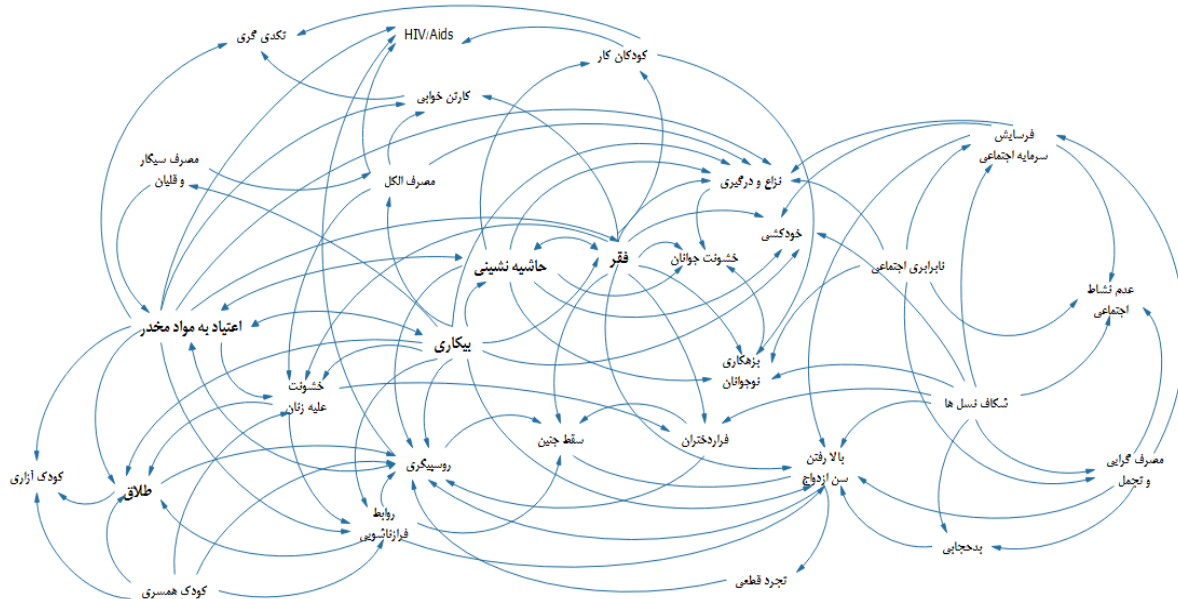 تکدی گری
HIV/Aids
کودکان کار
کارتن خوابی
فرسایش
سرمایه اجتماعی
مصرف سیگار
و قلیان
مصرف الکل
نزاع و درگیری
خودکشی
خشونت جوانان
فقر
حاشیه نشینی
نابرابری اجتماعی
عدم نشاط
اجتماعی
اعتیاد به مواد مخدر
بیکاری
بزهکاری
نوجوانان
خشونت
علیه زنان
شکاف نسل ها
فراردختران
سقط جنین
روسپیگری
بالا رفتن
سن ازدواج
مصرف گرایی
و تجمل
کودک آزاری
طلاق
روابط
فرازناشویی
بدحجابی
تجرد قطعی
کودک همسری